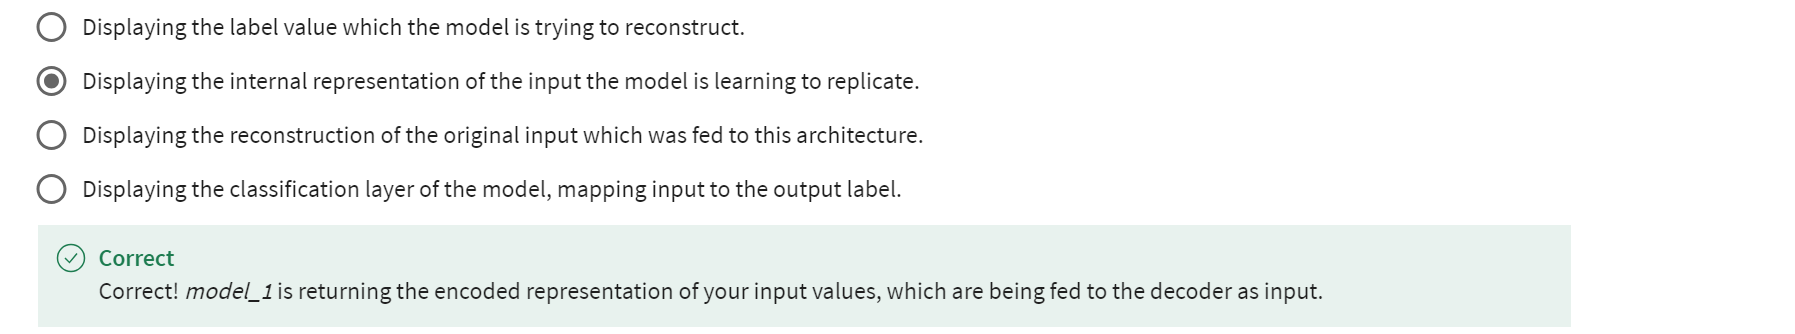 Displaying the label value which the model is trying to reconstruct.
Displaying the internal representation of the input the model is learning to replicate.
Displaying the reconstruction of the original input which was fed to this architecture.
Displaying the classification layer of the model, mapping input to the output label.
Correct
Correct! model_1 is returning the encoded representation of your input values, which are being fed to the decoder as input.